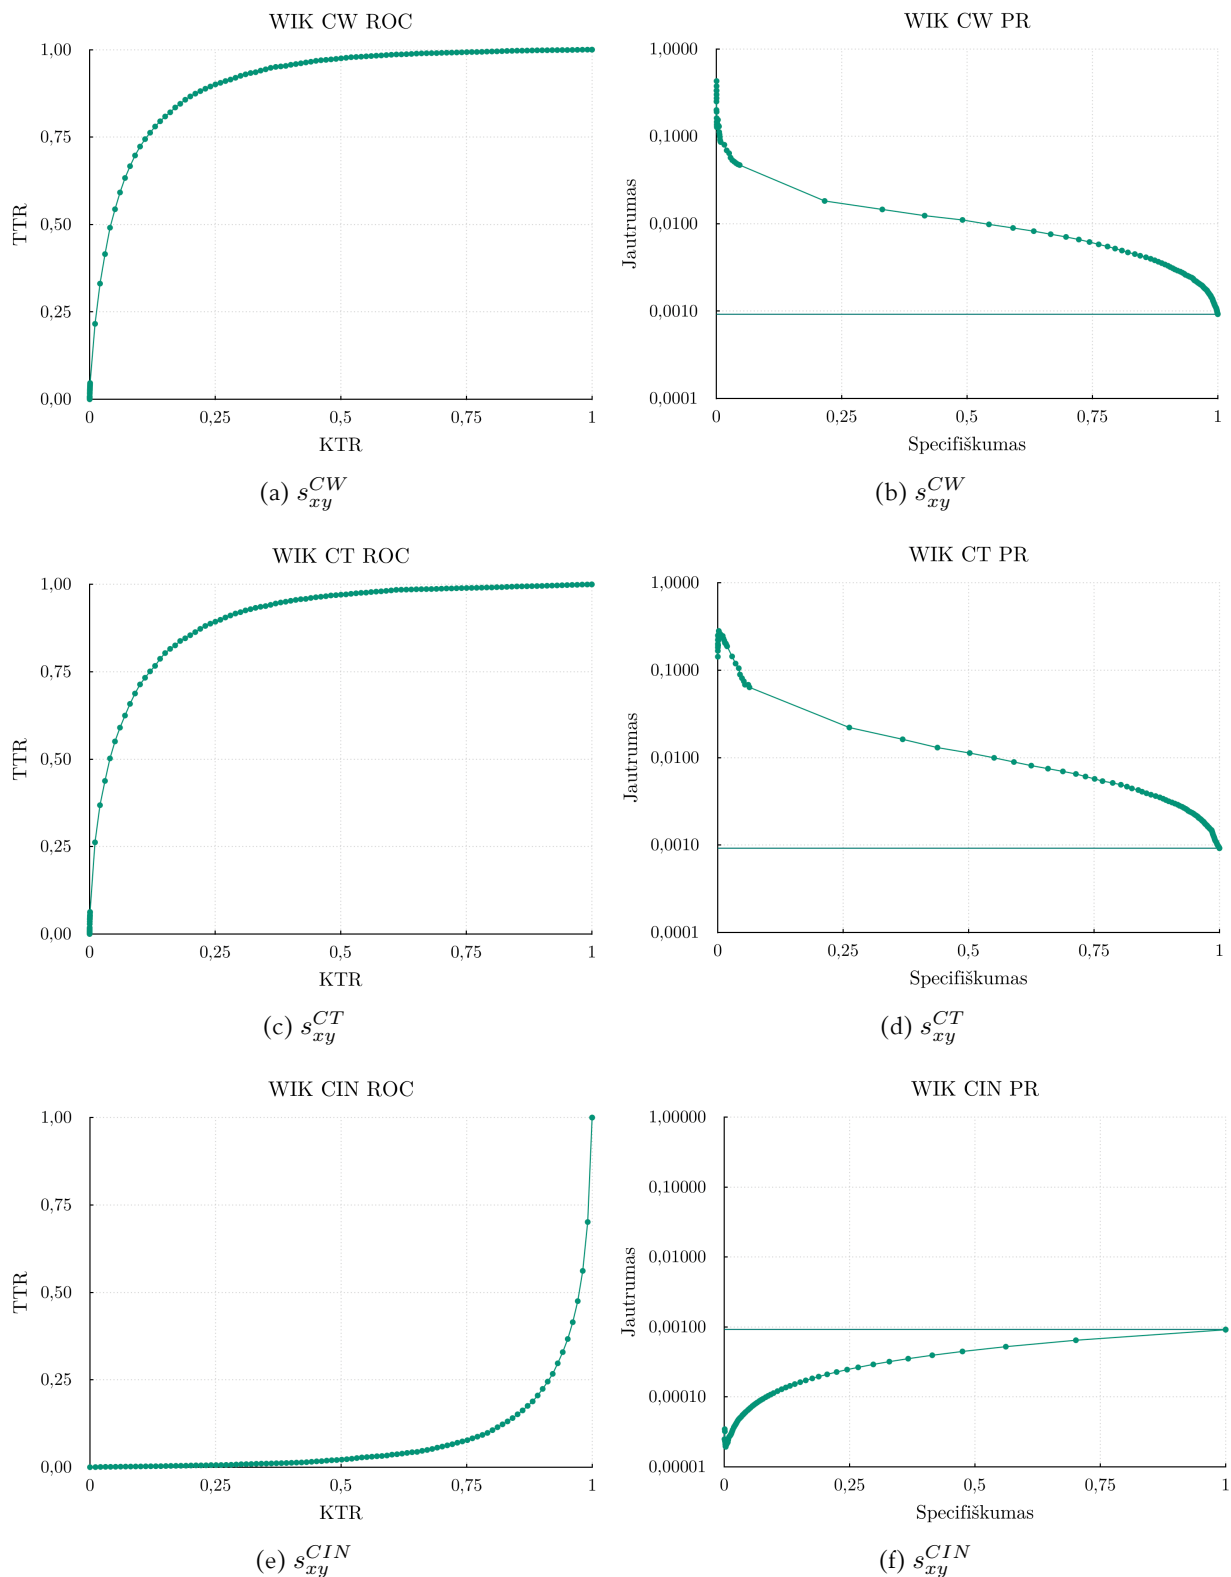 WIK CW ROC
1,00
0,75
0,50
0,25
0,00
TTR
0
0,25
0,5
0,75
1
KTR
(a) s_{xy}^{CW}
WIK CW PR
1,0000
0,1000
0,0100
0,0010
0,0001
Jautrumas
0
0,25
0,5
0,75
1
Specifiškumas
(b) s_{xy}^{CW}
WIK CT ROC
1,00
0,75
0,50
0,25
0,00
TTR
0
0,25
0,5
0,75
1
KTR
(c) s_{xy}^{CT}
WIK CT PR
1,0000
0,1000
0,0100
0,0010
0,0001
Jautrumas
0
0,25
0,5
0,75
1
Specifiškumas
(d) s_{xy}^{CT}
WIK CIN ROC
1,00
0,75
0,50
0,25
0,00
TTR
0
0,25
0,5
0,75
1
KTR
(e) s_{xy}^{CIN}
WIK CIN PR
1,00000
0,10000
0,01000
0,00100
0,00010
0,00001
Jautrumas
0
0,25
0,5
0,75
1
Specifiškumas
(f) s_{xy}^{CIN}